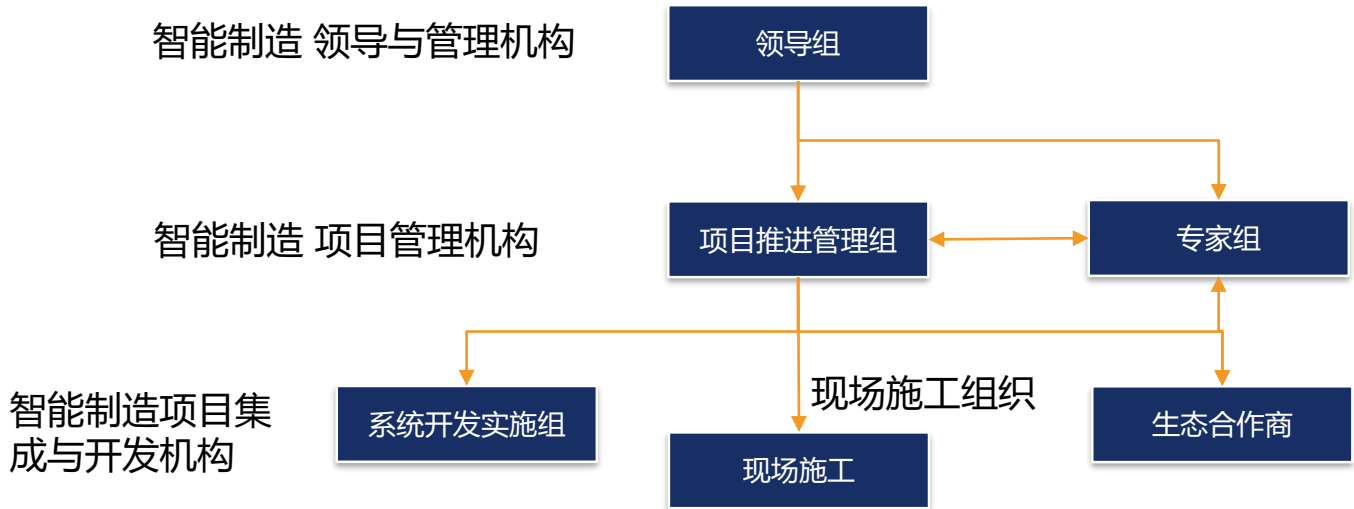 智能制造 领导与管理机构
领导组
智能制造 项目管理机构
项目推进管理组
专家组
智能制造项目集
成与开发机构
系统开发实施组
现场施工组织
现场施工
生态合作商